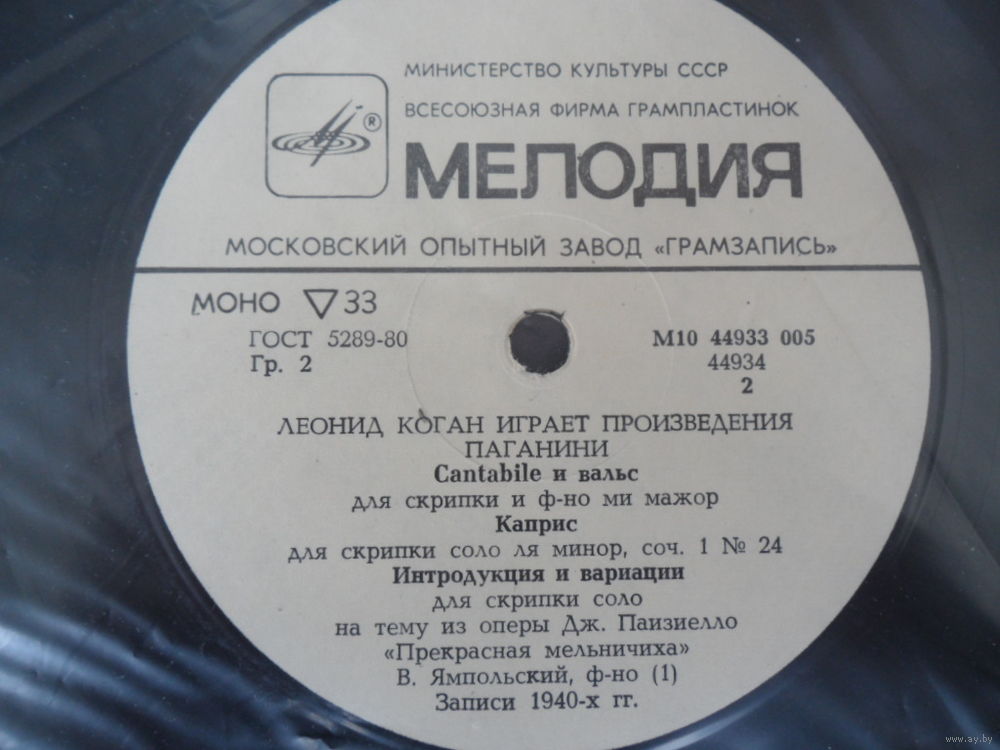 МИНИСТЕРСТВО КУЛЬТУРЫ СССР
ВСЕСОЮЗНАЯ ФИРМА ГРАМПЛАСТИНОК
®
МЕЛОДИЯ
МОСКОВСКИЙ ОПЫТНЫЙ ЗАВОД «ГРАМЗАПИСЬ»
МОНО ▽ 33
ГОСТ 5289-80 М10 44933 005
Гр. 2 44934
2
ЛЕОНИД КОГАН ИГРАЕТ ПРОИЗВЕДЕНИЯ
ПАГАНИНИ
Cantabile и вальс
для скрипки и ф-но ми мажор
Каприс
для скрипки соло ля минор, соч. 1 № 24
Интродукция и вариации
для скрипки соло
на тему из оперы Дж. Паизиелло
«Прекрасная мельничиха»
В. Ямпольский, ф-но (1)
Записи 1940-х гг.
www.ay.by